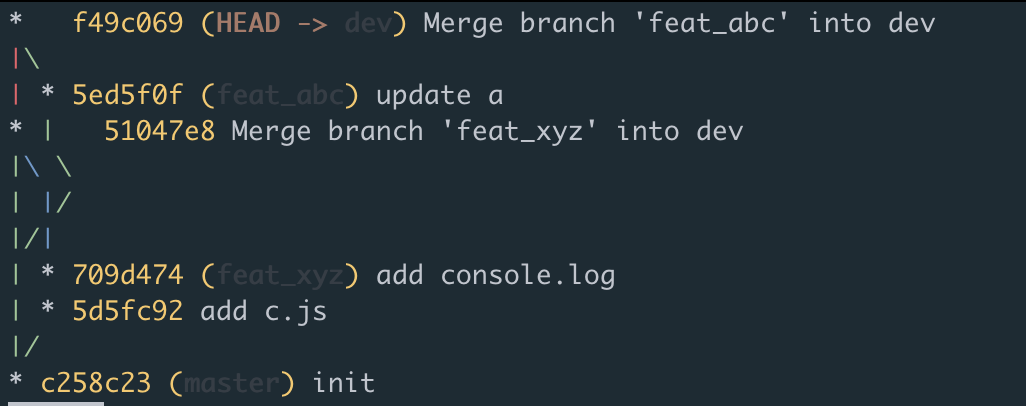 *   f49c069 (HEAD -> dev) Merge branch 'feat_abc' into dev
|\
| * 5ed5f0f (feat_abc) update a
* |   51047e8 Merge branch 'feat_xyz' into dev
|\ \
| |/
|/|
| * 709d474 (feat_xyz) add console.log
| * 5d5fc92 add c.js
|/
* c258c23 (master) init